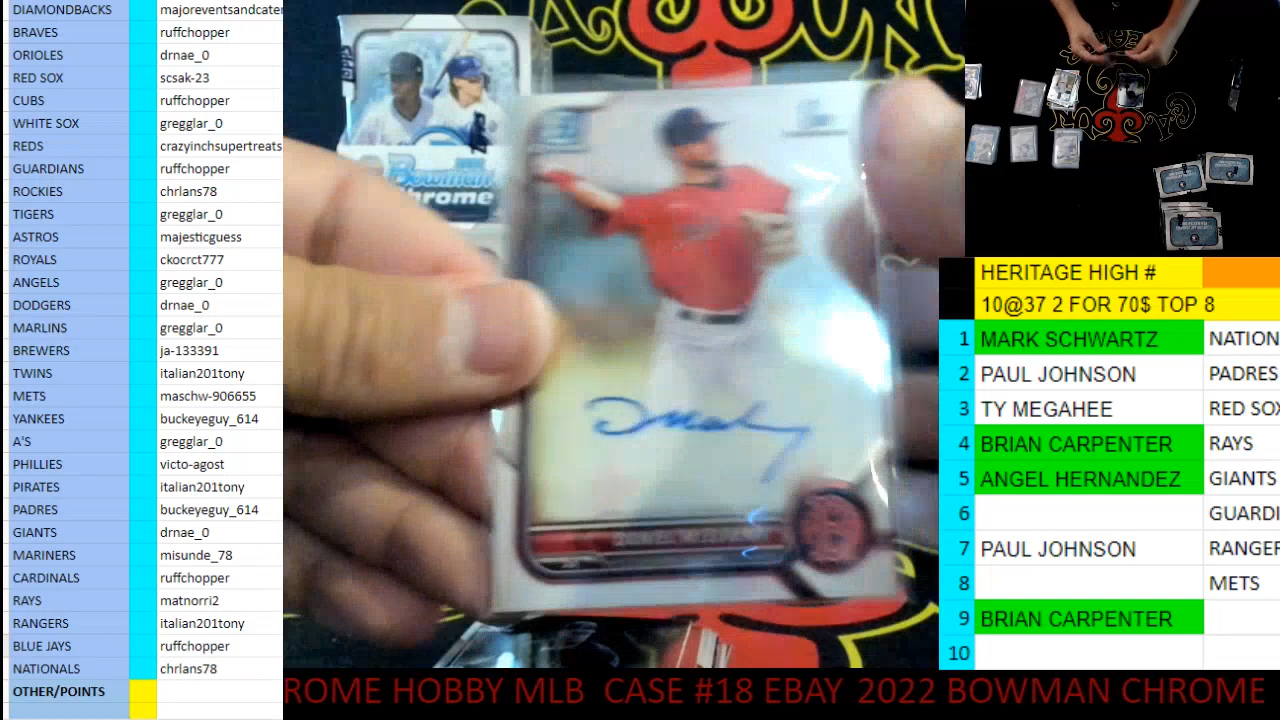 DIAMONDBACKS majoreventsandcater
BRAVES ruffchopper
ORIOLES drnae_0
RED SOX scsak-23
CUBS ruffchopper
WHITE SOX gregglar_0
REDS crazyinchsupertreats
GUARDIANS ruffchopper
ROCKIES chrlans78
TIGERS gregglar_0
ASTROS majesticguess
ROYALS ckocrct777
ANGELS gregglar_0
DODGERS drnae_0
MARLINS gregglar_0
BREWERS ja-133391
TWINS italian201tony
METS maschw-906655
YANKEES buckeyeguy_614
A'S gregglar_0
PHILLIES victo-agost
PIRATES italian201tony
PADRES buckeyeguy_614
GIANTS drnae_0
MARINERS misunde_78
CARDINALS ruffchopper
RAYS matnorri2
RANGERS italian201tony
BLUE JAYS ruffchopper
NATIONALS chrlans78
OTHER/POINTS
Bowman
chrome
HERITAGE HIGH #
10@37 2 FOR 70$ TOP 8
1 MARK SCHWARTZ NATION
2 PAUL JOHNSON PADRES
3 TY MEGAHEE RED SOX
4 BRIAN CARPENTER RAYS
5 ANGEL HERNANDEZ GIANTS
6 GUARDI
7 PAUL JOHNSON RANGER
8 METS
9 BRIAN CARPENTER
10
ROME HOBBY MLB CASE #18 EBAY 2022 BOWMAN CHROME